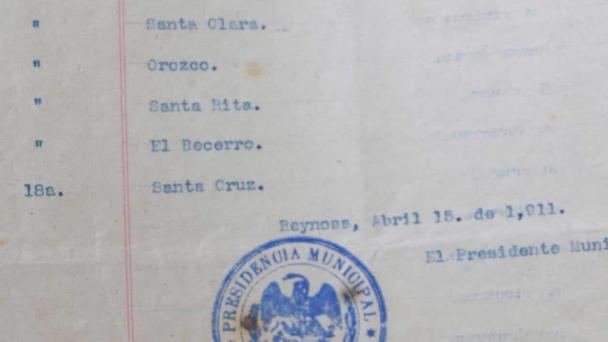 " Santa Clara.
" Orozco.
" Santa Rita.
" El Becerro.
18a. Santa Cruz.
Reynosa, Abril 15. de 1,911.
El Presidente Muni
PRESIDENCIA MUNICIPAL